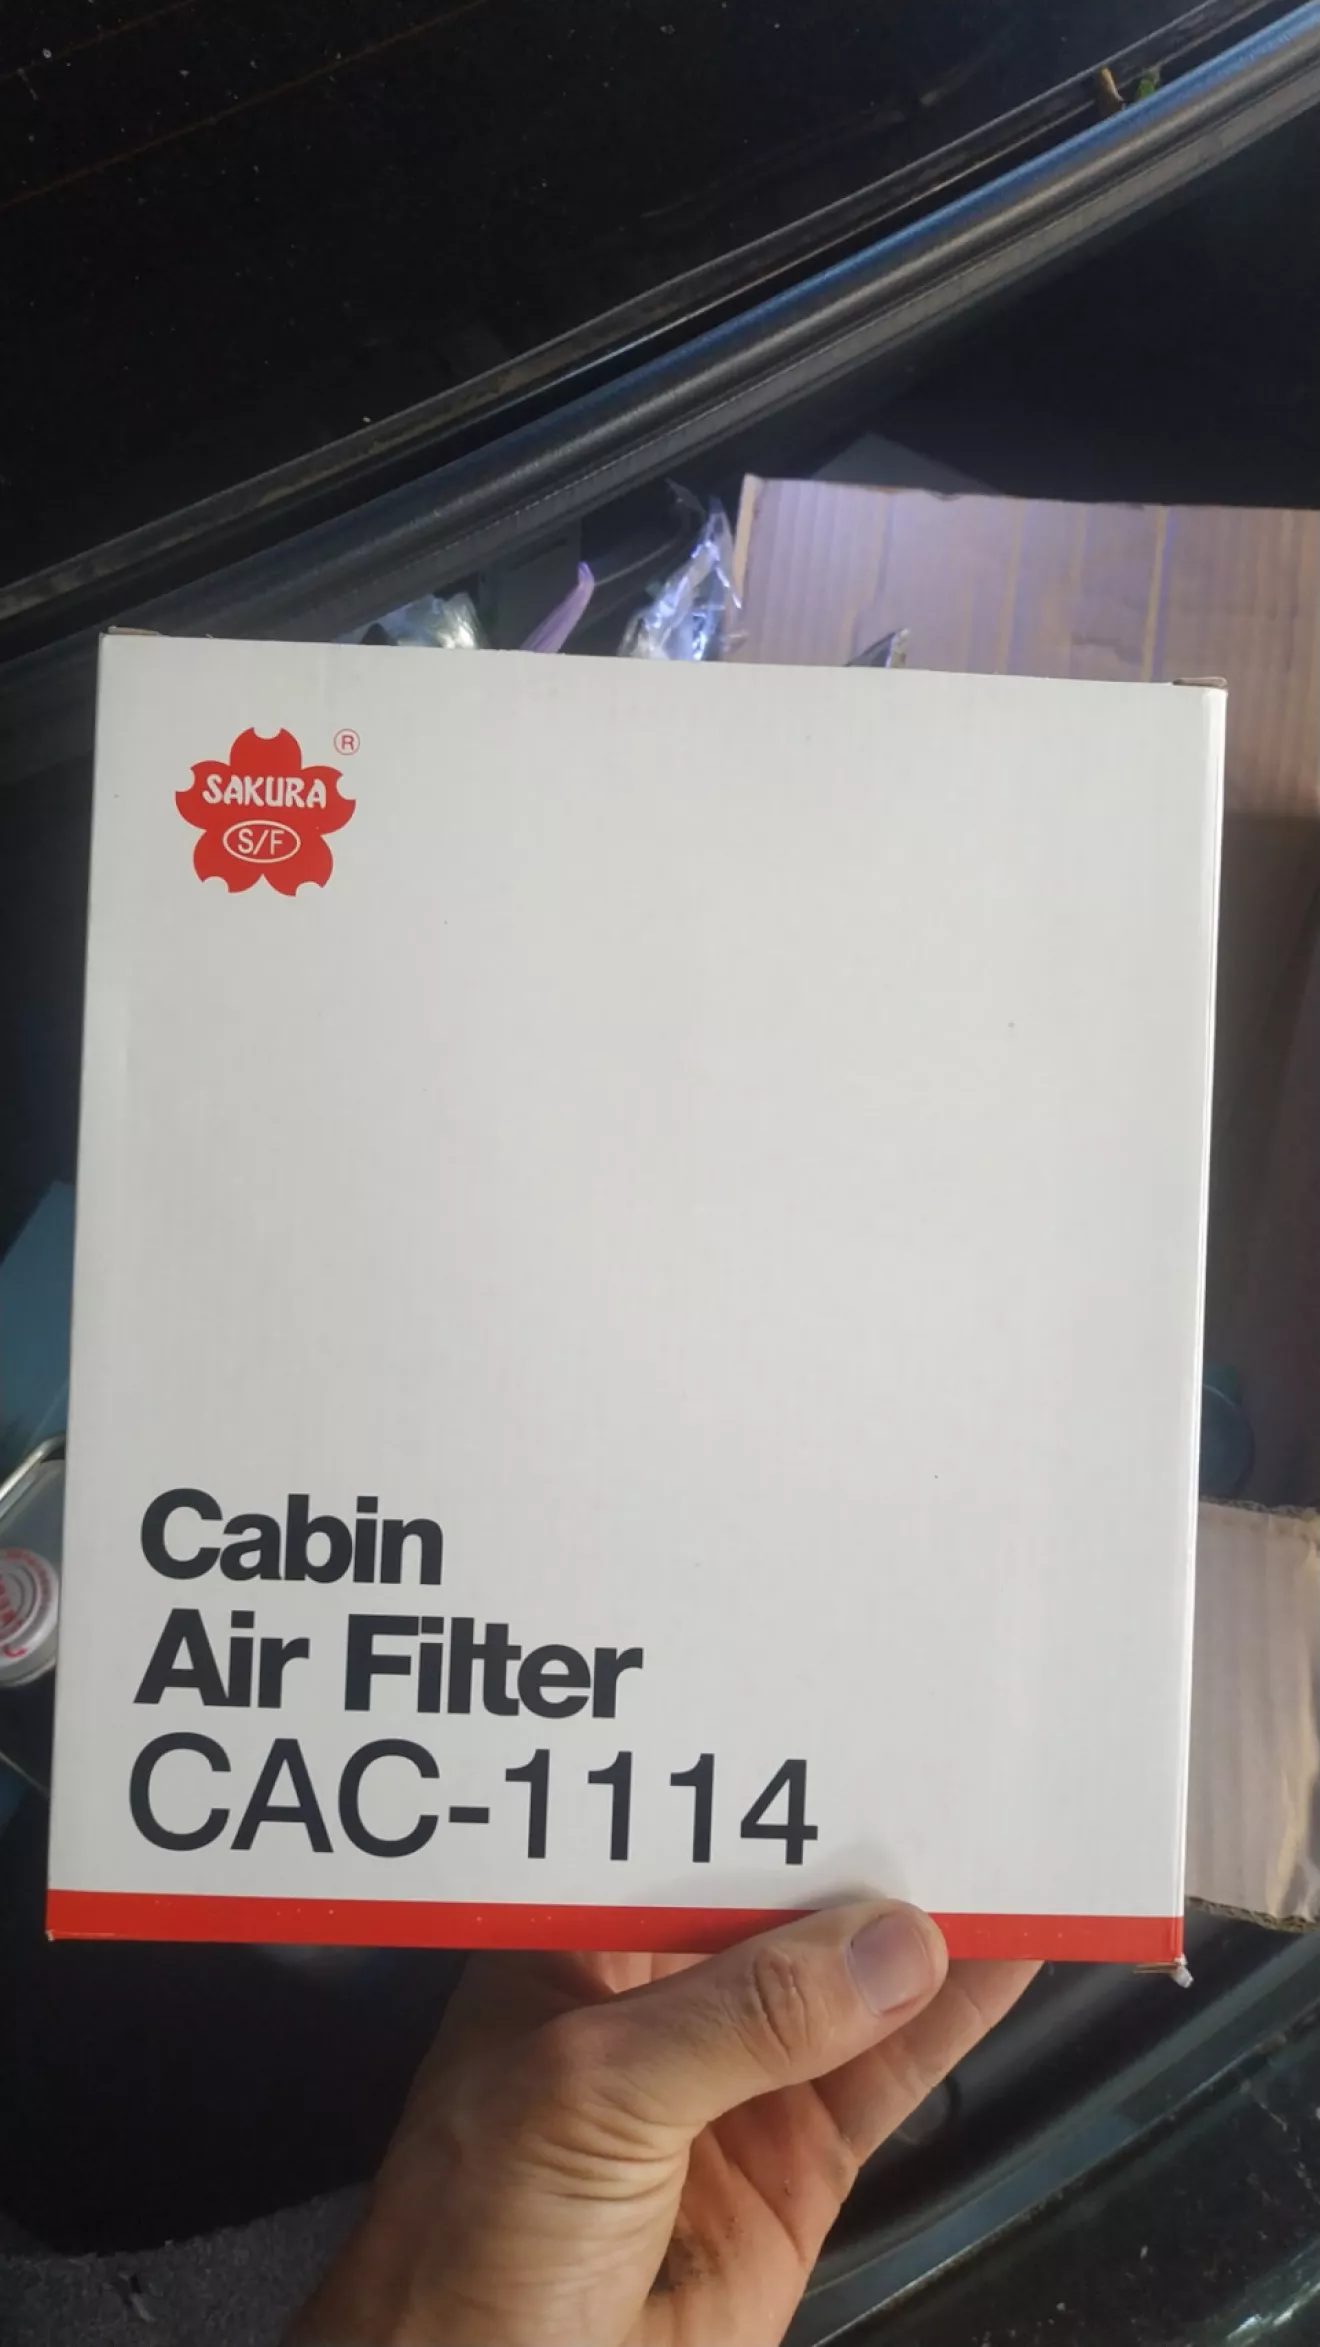 SAKURA
®
S/F
Cabin
Air Filter
CAC-1114